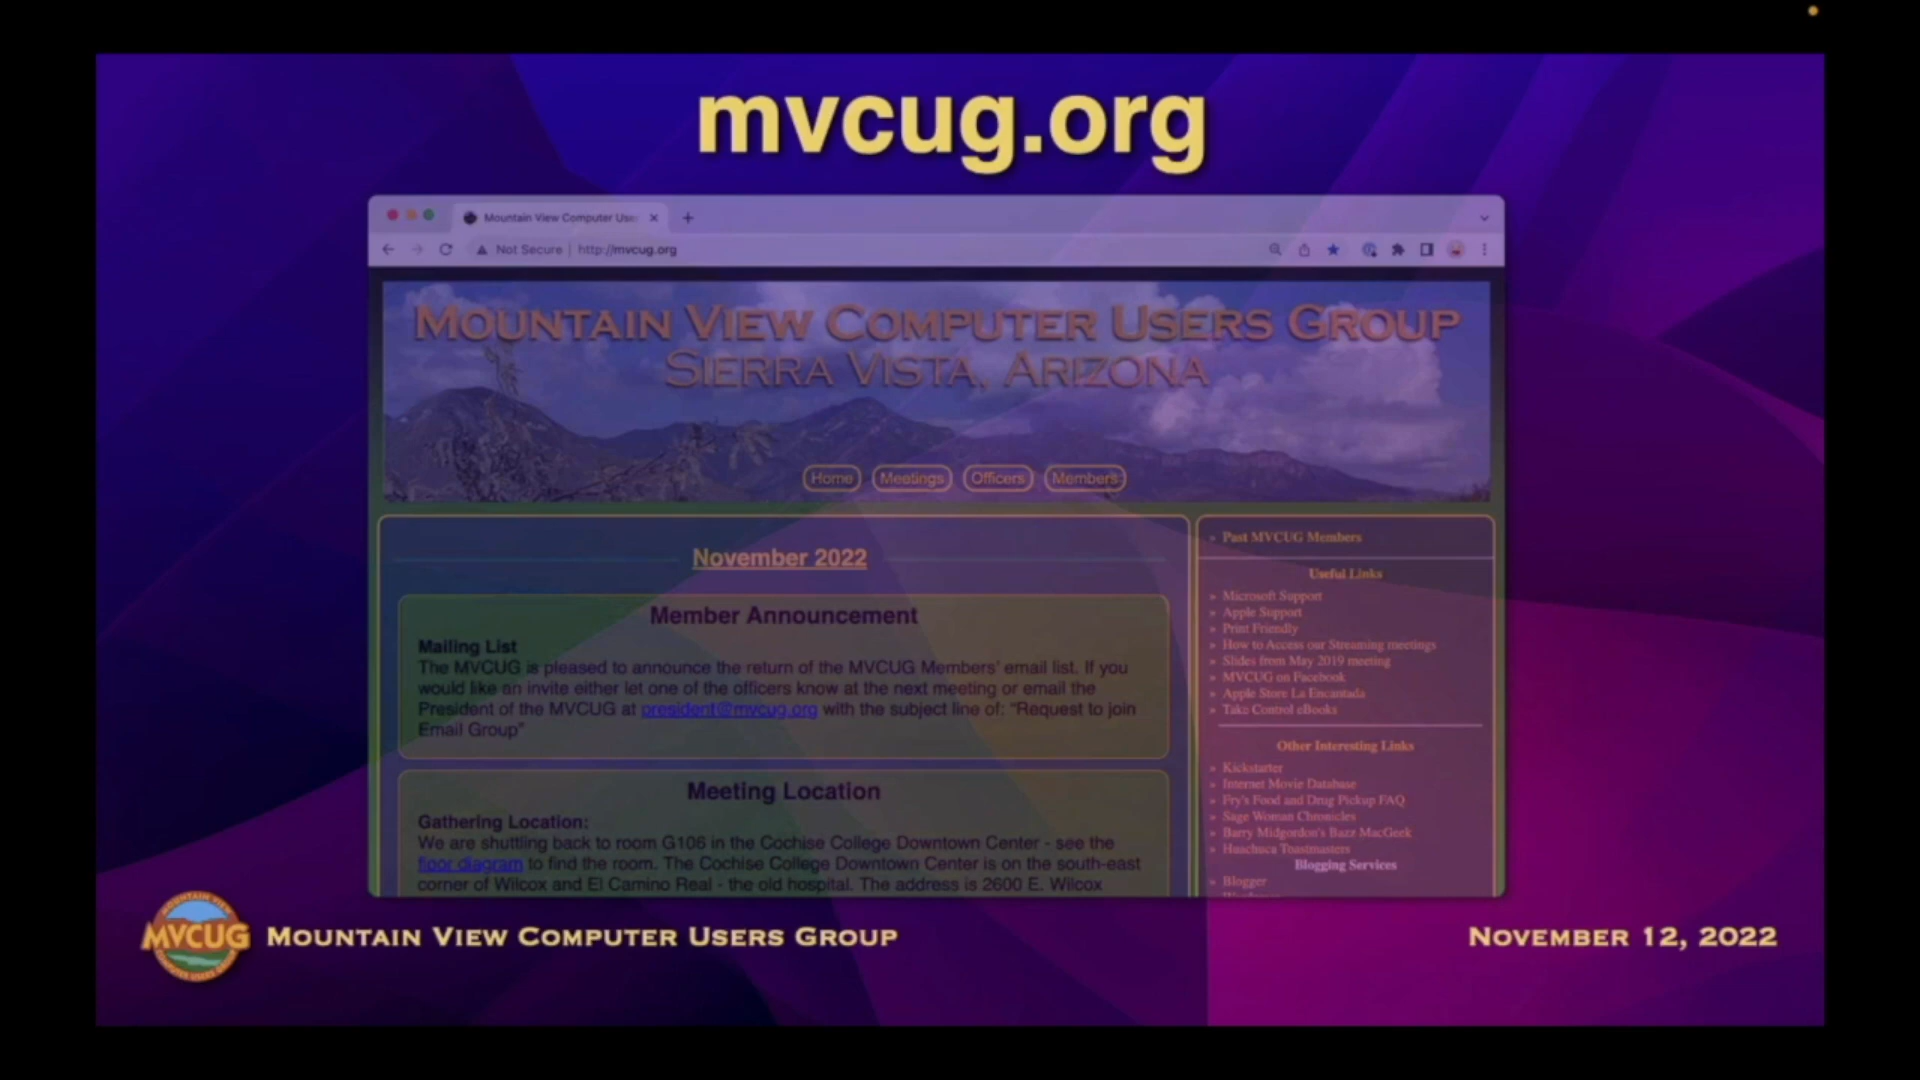 mvcug.org
Mountain View Computer User
Not Secure | http://mvcug.org
MOUNTAIN VIEW COMPUTER USERS GROUP
SIERRA VISTA, ARIZONA
Home Meetings Officers Members
November 2022
Member Announcement
Mailing List
The MVCUG is pleased to announce the return of the MVCUG Members' email list. If you
would like an invite either let one of the officers know at the next meeting or email the
President of the MVCUG at president@mvcug.org with the subject line of: “Request to join
Email Group”
Meeting Location
Gathering Location:
We are shuttling back to room G106 in the Cochise College Downtown Center - see the
floor diagram to find the room. The Cochise College Downtown Center is on the south-east
corner of Wilcox and El Camino Real - the old hospital. The address is 2600 E. Wilcox
» Past MVCUG Members
Useful Links
» Microsoft Support
» Apple Support
» Print Friendly
» How to Access our Streaming meetings
» Slides from May 2019 meeting
» MVCUG on Facebook
» Apple Store La Encantada
» Take Control eBooks
Other Interesting Links
» Kickstarter
» Internet Movie Database
» Fry's Food and Drug Pickup FAQ
» Sage Woman Chronicles
» Barry Midgordon's Bazz MacGeek
» Huachuca Toastmasters
Blogging Services
» Blogger
MOUNTAIN VIEW
MVCUG
COMPUTER USERS GROUP
MOUNTAIN VIEW COMPUTER USERS GROUP
NOVEMBER 12, 2022